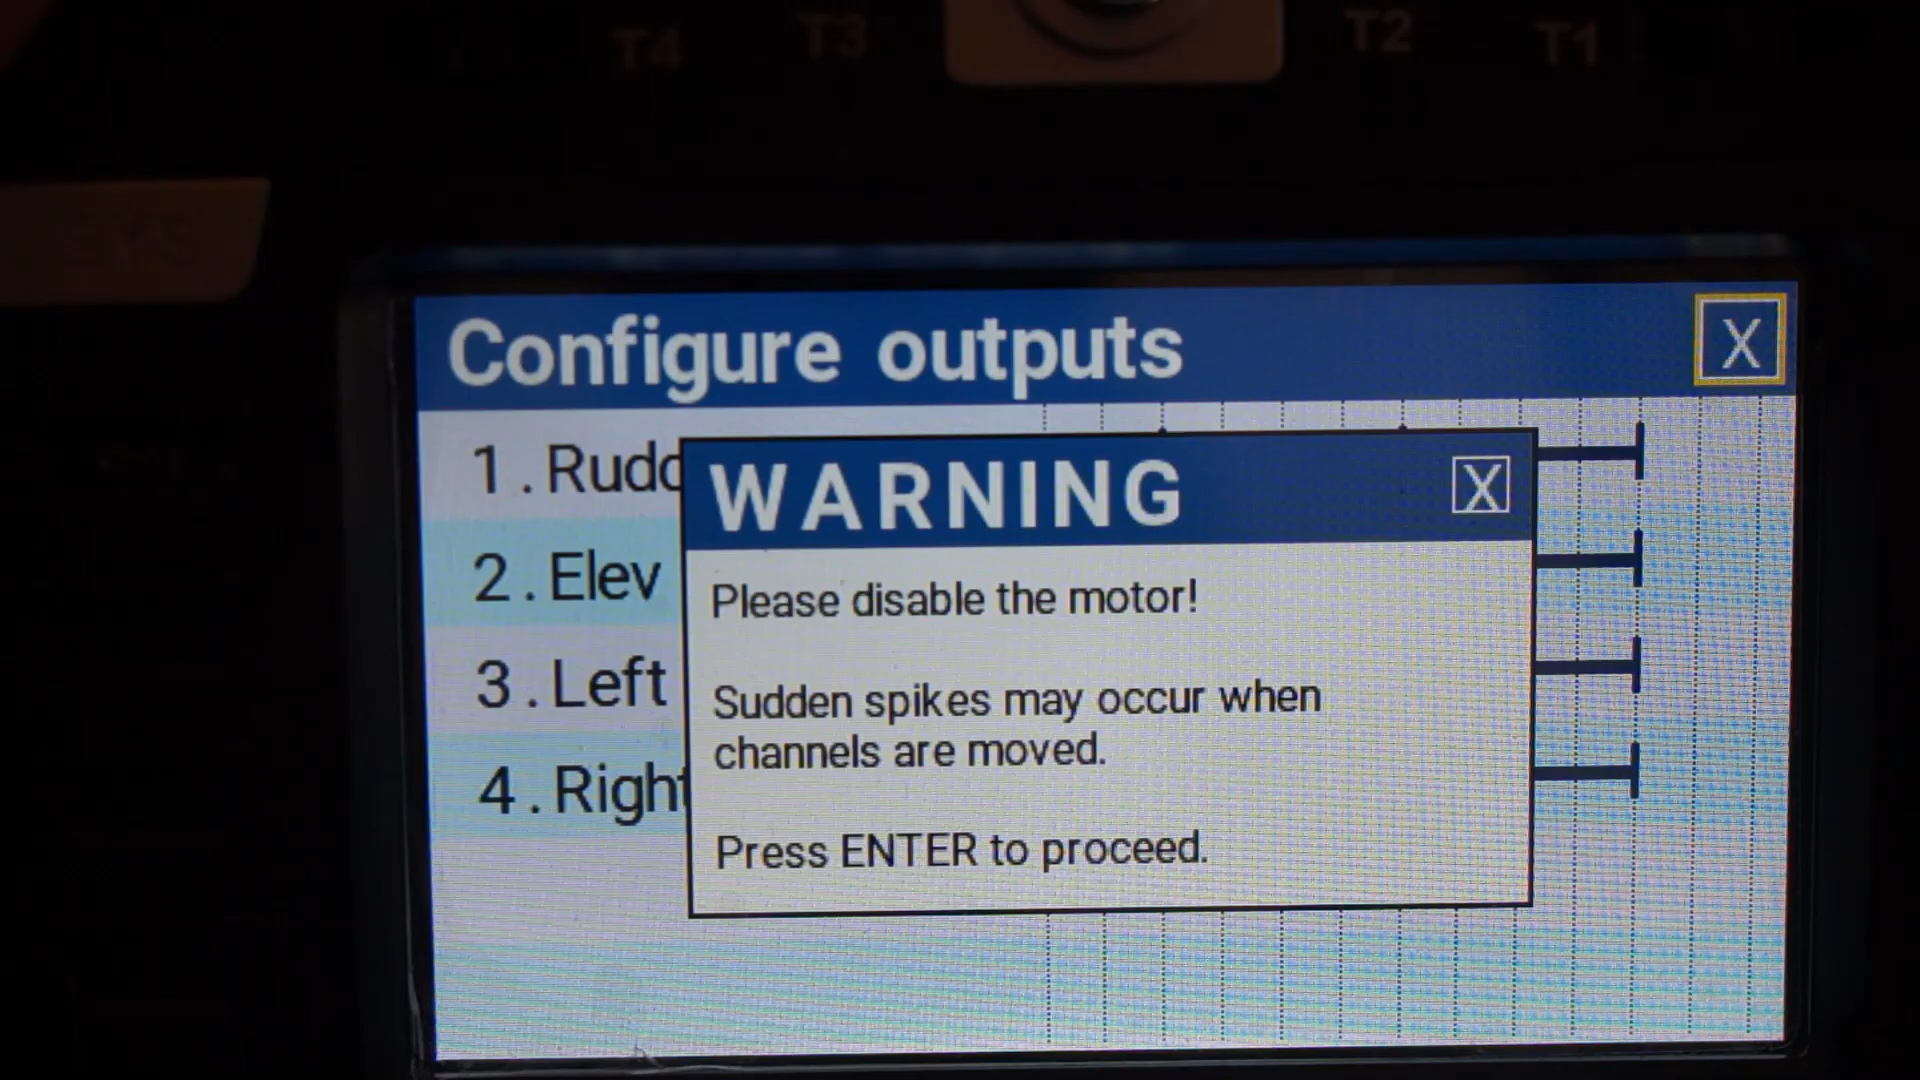 T4 T3 T2 T1
SYS
Configure outputs X
1.Rudd
2.Elev
3.Left
4.Right
WARNING X
Please disable the motor!
Sudden spikes may occur when
channels are moved.
Press ENTER to proceed.